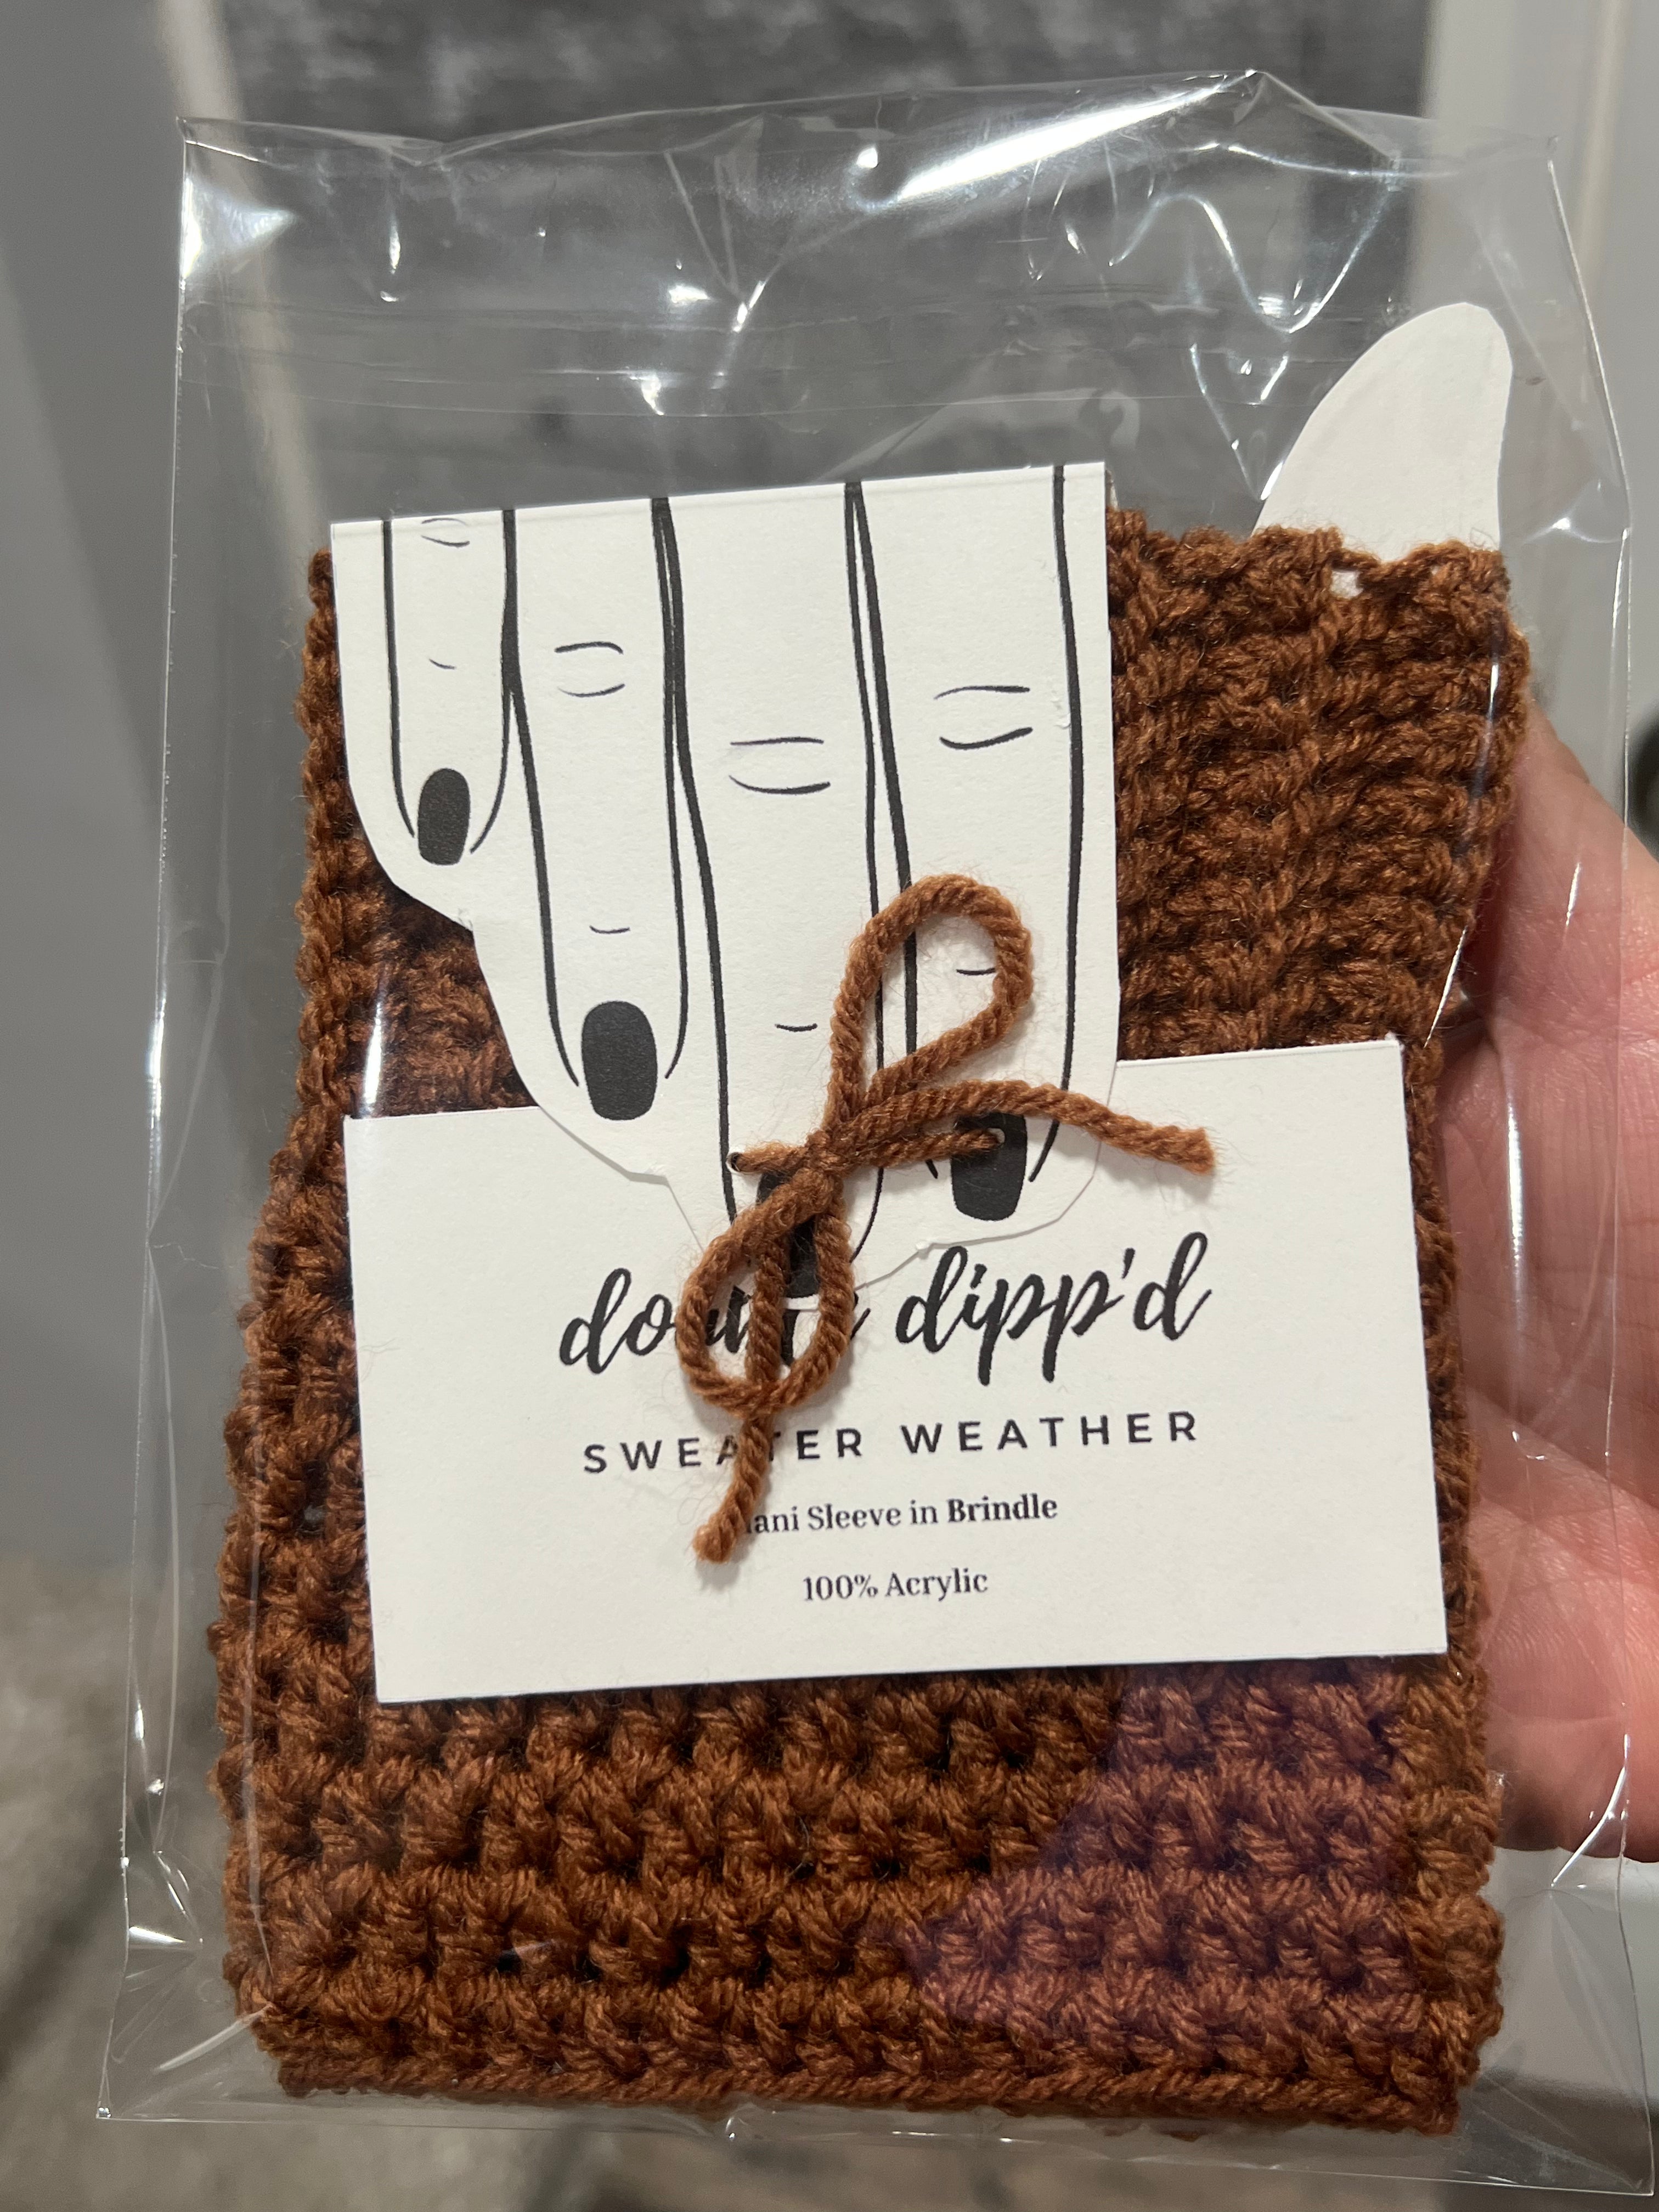 dipp'd
SWEATER WEATHER
Sleeve in Brindle
100% Acrylic